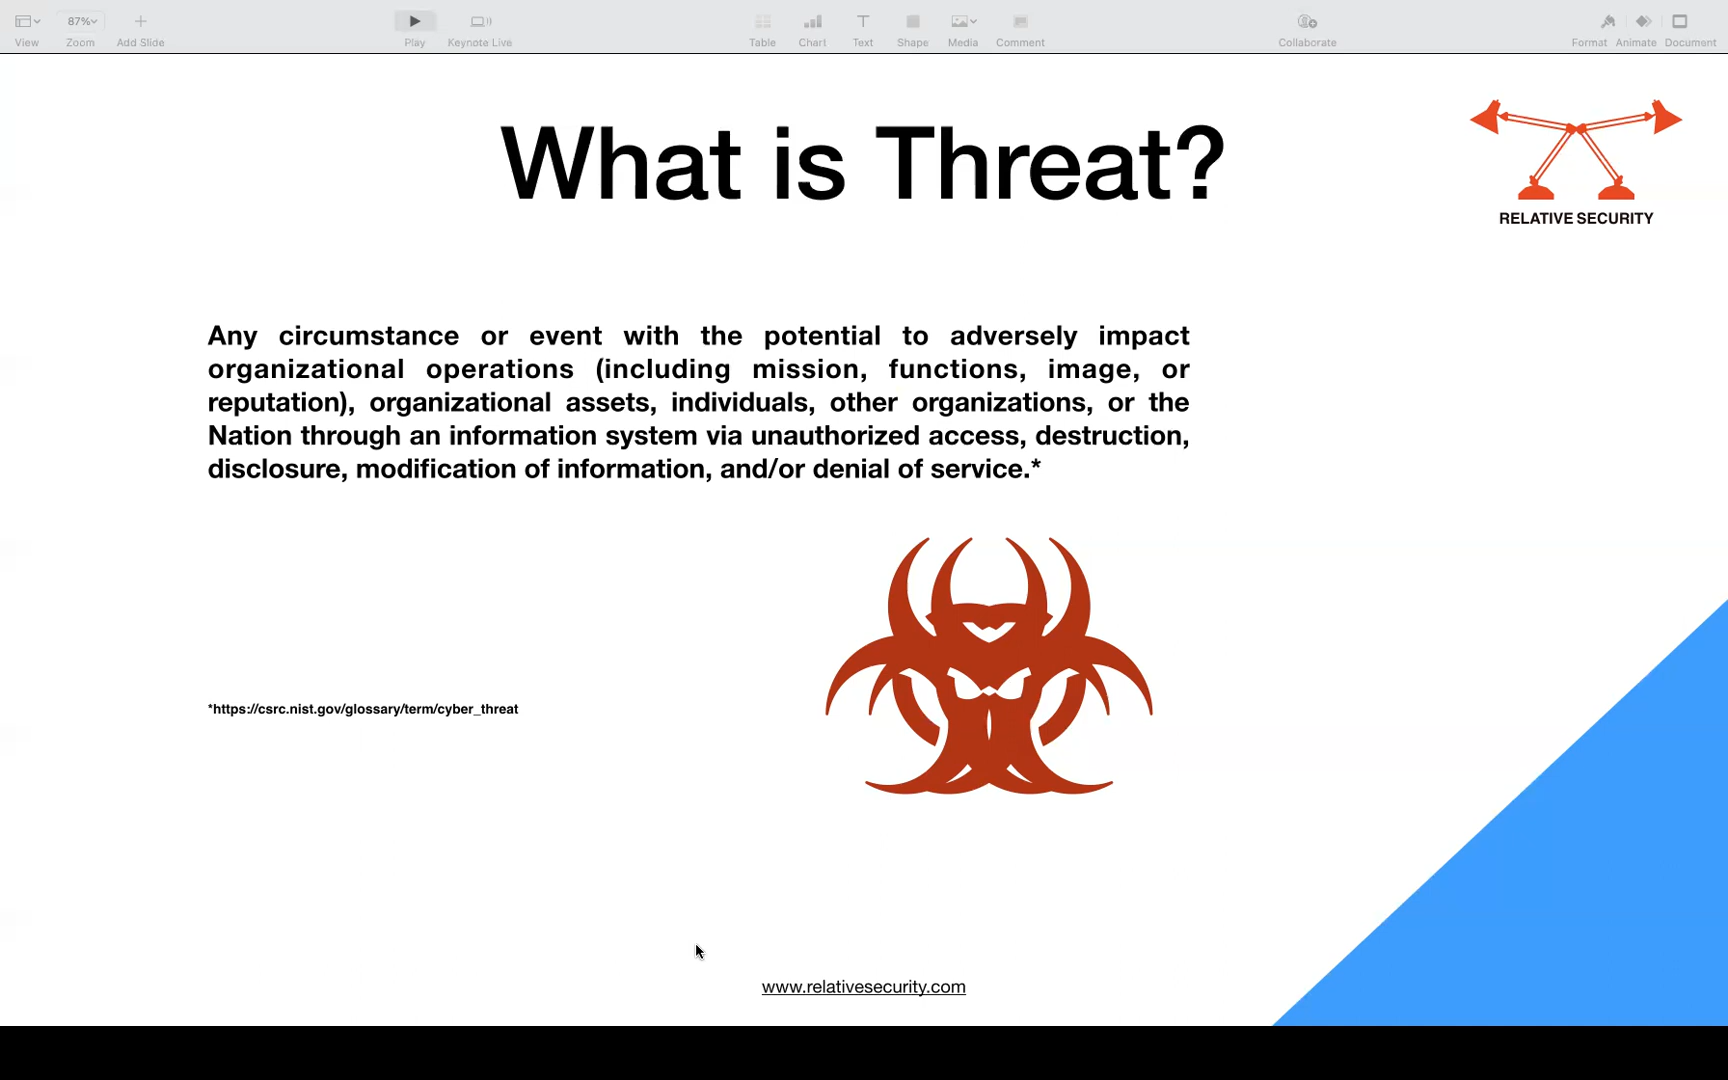 87%
View Zoom Add Slide Play Keynote Live Table Chart Text Shape Media Comment Collaborate Format Animate Document
What is Threat?
RELATIVE SECURITY
Any circumstance or event with the potential to adversely impact
organizational operations (including mission, functions, image, or
reputation), organizational assets, individuals, other organizations, or the
Nation through an information system via unauthorized access, destruction,
disclosure, modification of information, and/or denial of service.*
*https://csrc.nist.gov/glossary/term/cyber_threat
www.relativesecurity.com